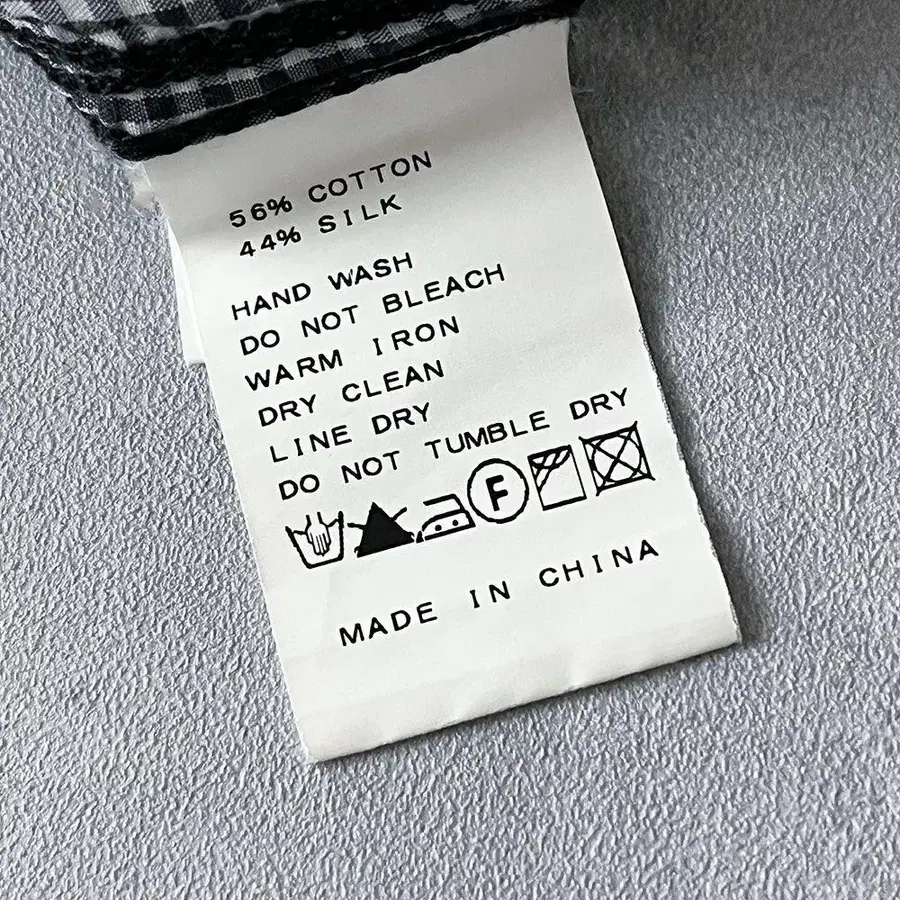 56% COTTON
44% SILK
HAND WASH
DO NOT BLEACH
WARM IRON
DRY CLEAN
LINE DRY
DO NOT TUMBLE DRY
F
MADE IN CHINA